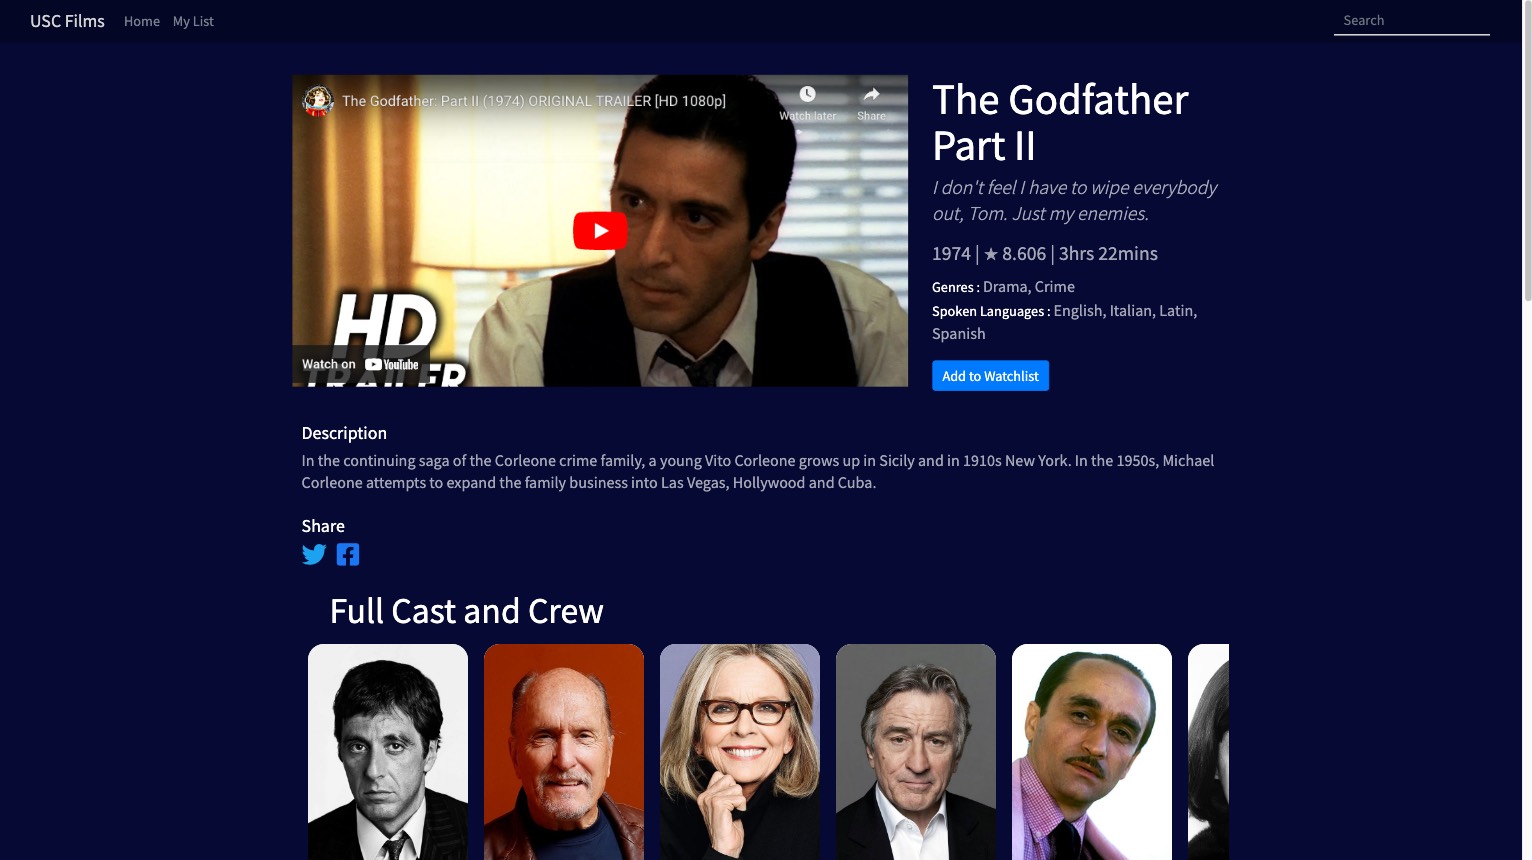 USC Films
Home
My List
Search
The Godfather: Part II (1974) ORIGINAL TRAILER [HD 1080p]
Watch later
Share
HD
TRAILER
Watch on YouTube
The Godfather
Part II
I don't feel I have to wipe everybody
out, Tom. Just my enemies.
1974 | ★ 8.606 | 3hrs 22mins
Genres : Drama, Crime
Spoken Languages : English, Italian, Latin,
Spanish
Add to Watchlist
Description
In the continuing saga of the Corleone crime family, a young Vito Corleone grows up in Sicily and in 1910s New York. In the 1950s, Michael
Corleone attempts to expand the family business into Las Vegas, Hollywood and Cuba.
Share
Full Cast and Crew